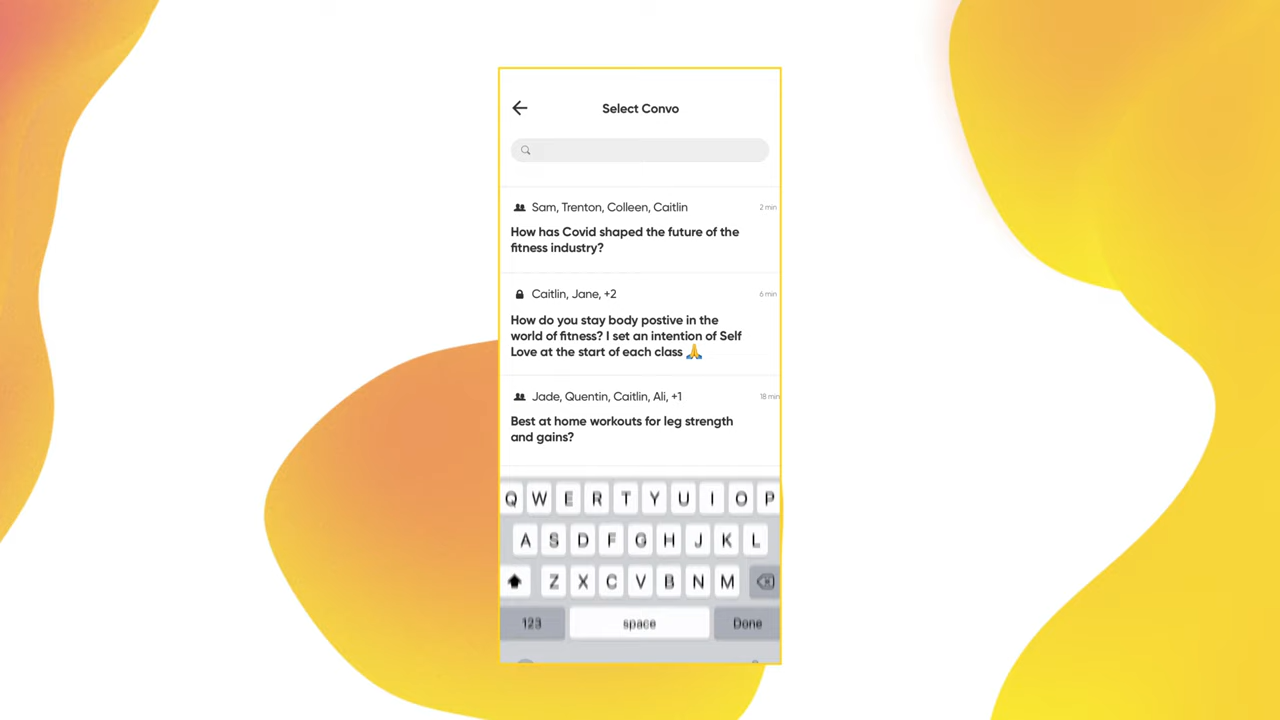 Select Convo
Sam, Trenton, Colleen, Caitlin
2 min
How has Covid shaped the future of the
fitness industry?
Caitlin, Jane, +2
6 min
How do you stay body postive in the
world of fitness? I set an intention of Self
Love at the start of each class 🙏
Jade, Quentin, Caitlin, Ali, +1
18 min
Best at home workouts for leg strength
and gains?
Q W E R T Y U I O P
A S D F G H J K L
Z X C V B N M
123 space Done